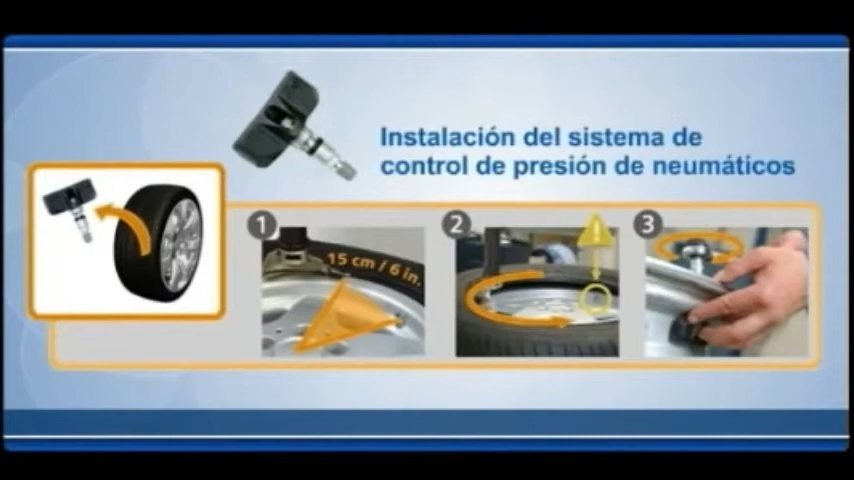 Instalación del sistema de
control de presión de neumáticos
1
2
3
15 cm / 6 in.